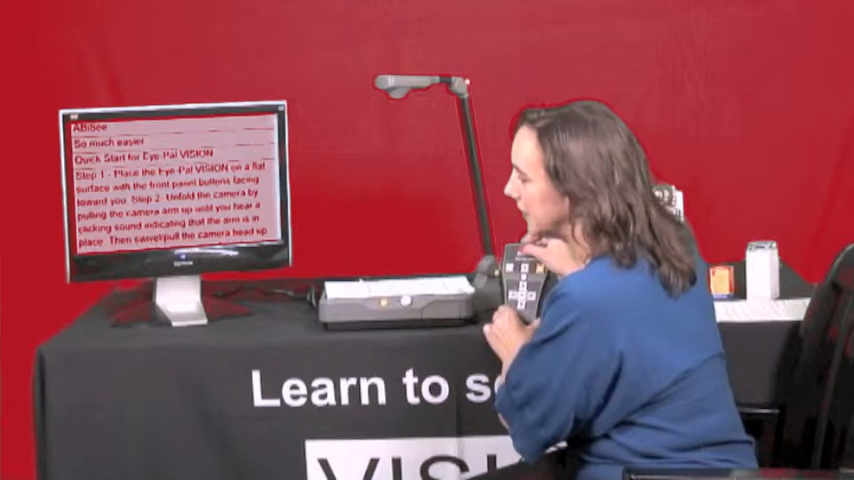 ABiSee
So much easier
Quick Start for Eye-Pal VISION
Step 1 - Place the Eye-Pal VISION on a flat
surface with the front panel buttons facing
toward you. Step 2- Unfold the camera by
pulling the camera arm up until you hear a
clicking sound indicating that the arm is in
place. Then swivel/pull the camera head up
Learn to s
VISI